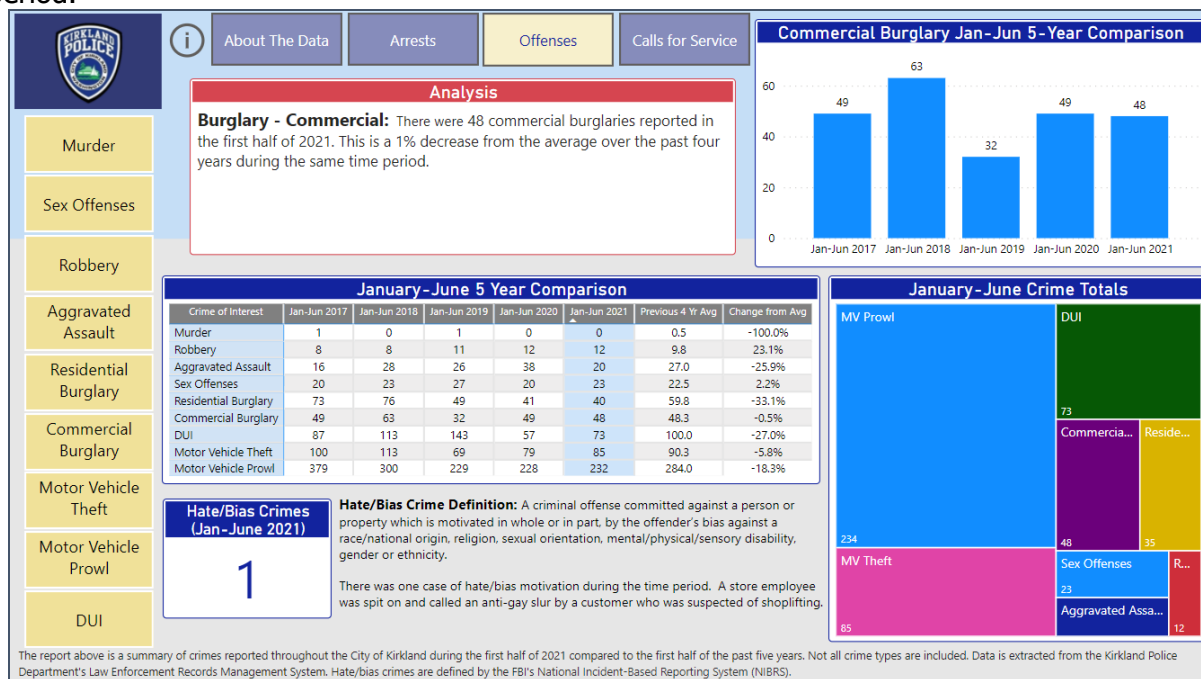 period.
KIRKLAND
POLICE
i
About The Data
Arrests
Offenses
Calls for Service
Murder
Sex Offenses
Robbery
Aggravated
Assault
Residential
Burglary
Commercial
Burglary
Motor Vehicle
Theft
Motor Vehicle
Prowl
DUI
Analysis
Burglary - Commercial: There were 48 commercial burglaries reported in
the first half of 2021. This is a 1% decrease from the average over the past four
years during the same time period.
Commercial Burglary Jan-Jun 5-Year Comparison
60
40
20
0
49
63
32
49
48
Jan-Jun 2017 Jan-Jun 2018 Jan-Jun 2019 Jan-Jun 2020 Jan-Jun 2021
January-June 5 Year Comparison
Crime of Interest Jan-Jun 2017 Jan-Jun 2018 Jan-Jun 2019 Jan-Jun 2020 Jan-Jun 2021 Previous 4 Yr Avg Change from Avg
Murder 1 0 1 0 0 0.5 -100.0%
Robbery 8 8 11 12 12 9.8 23.1%
Aggravated Assault 16 28 26 38 20 27.0 -25.9%
Sex Offenses 20 23 27 20 23 22.5 2.2%
Residential Burglary 73 76 49 41 40 59.8 -33.1%
Commercial Burglary 49 63 32 49 48 48.3 -0.5%
DUI 87 113 143 57 73 100.0 -27.0%
Motor Vehicle Theft 100 113 69 79 85 90.3 -5.8%
Motor Vehicle Prowl 379 300 229 228 232 284.0 -18.3%
Hate/Bias Crimes
(Jan-June 2021)
1
Hate/Bias Crime Definition: A criminal offense committed against a person or
property which is motivated in whole or in part, by the offender's bias against a
race/national origin, religion, sexual orientation, mental/physical/sensory disability,
gender or ethnicity.
There was one case of hate/bias motivation during the time period. A store employee
was spit on and called an anti-gay slur by a customer who was suspected of shoplifting.
January-June Crime Totals
MV Prowl
234
MV Theft
85
DUI
73
Commercia...
48
Reside...
35
Sex Offenses
23
Aggravated Assa...
R...
12
The report above is a summary of crimes reported throughout the City of Kirkland during the first half of 2021 compared to the first half of the past five years. Not all crime types are included. Data is extracted from the Kirkland Police
Department's Law Enforcement Records Management System. Hate/bias crimes are defined by the FBI's National Incident-Based Reporting System (NIBRS).